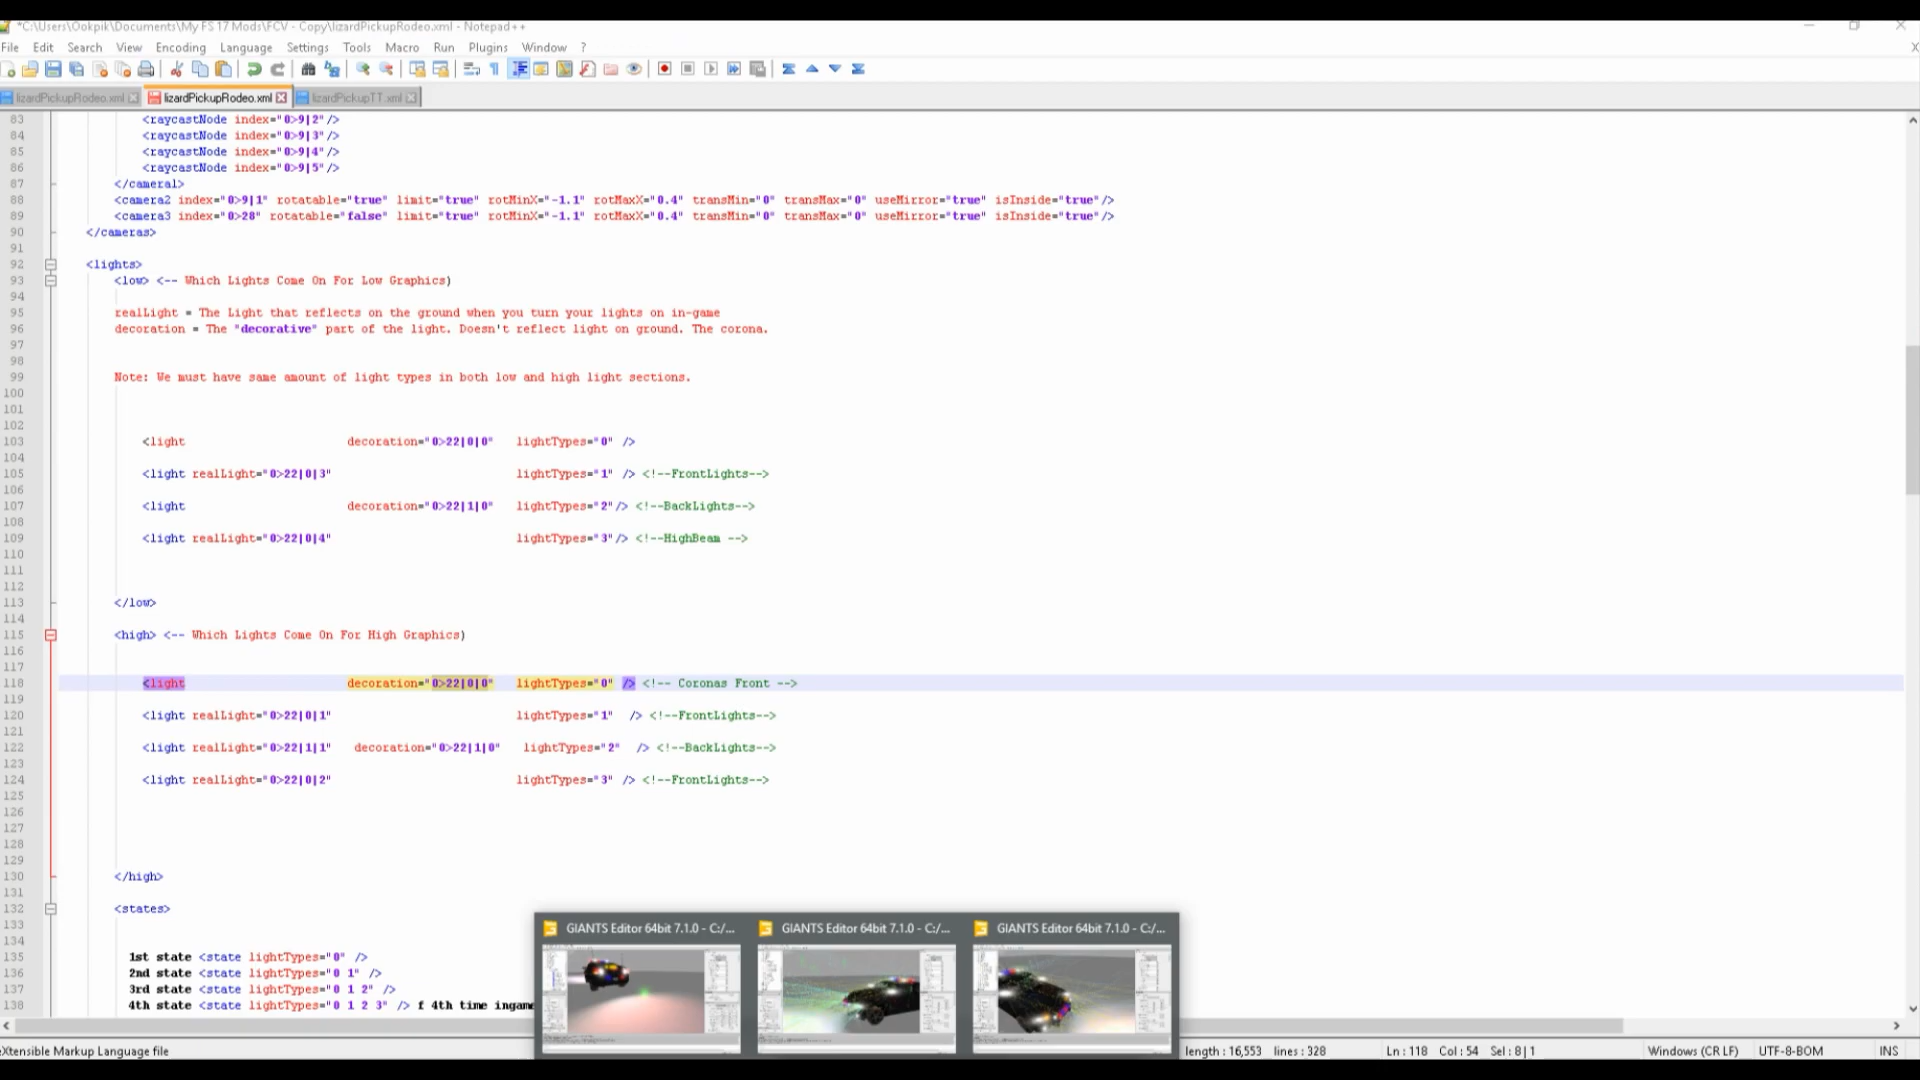 *C:\Users\Ookpik\Documents\My FS 17 Mods\FCV - Copy\lizardPickupRodeo.xml - Notepad++
File Edit Search View Encoding Language Settings Tools Macro Run Plugins Window ? X
lizardPickupRodeo.xml lizardPickupRodeo.xml lizardPickupTT.xml
83 <raycastNode index="0>9|2"/>
84 <raycastNode index="0>9|3"/>
85 <raycastNode index="0>9|4"/>
86 <raycastNode index="0>9|5"/>
87 </camera1>
88 <camera2 index="0>9|1" rotatable="true" limit="true" rotMinX="-1.1" rotMaxX="0.4" transMin="0" transMax="0" useMirror="true" isInside="true"/>
89 <camera3 index="0>28" rotatable="false" limit="true" rotMinX="-1.1" rotMaxX="0.4" transMin="0" transMax="0" useMirror="true" isInside="true"/>
90 </cameras>
91
92 <lights>
93 <low> <-- Which Lights Come On For Low Graphics)
94
95 realLight = The Light that reflects on the ground when you turn your lights on in-game
96 decoration = The "decorative" part of the light. Doesn't reflect light on ground. The corona.
97
98
99 Note: We must have same amount of light types in both low and high light sections.
100
101
102
103 <light decoration="0>22|0|0" lightTypes="0" />
104
105 <light realLight="0>22|0|3" lightTypes="1" /> <!--FrontLights-->
106
107 <light decoration="0>22|1|0" lightTypes="2"/> <!--BackLights-->
108
109 <light realLight="0>22|0|4" lightTypes="3"/> <!--HighBeam -->
110
111
112
113 </low>
114
115 <high> <-- Which Lights Come On For High Graphics)
116
117
118 <light decoration="0>22|0|0" lightTypes="0" /> <!-- Coronas Front -->
119
120 <light realLight="0>22|0|1" lightTypes="1" /> <!--FrontLights-->
121
122 <light realLight="0>22|1|1" decoration="0>22|1|0" lightTypes="2" /> <!--BackLights-->
123
124 <light realLight="0>22|0|2" lightTypes="3" /> <!--FrontLights-->
125
126
127
128
129
130 </high>
131
132 <states>
133
134
135 1st state <state lightTypes="0" />
136 2nd state <state lightTypes="0 1" />
137 3rd state <state lightTypes="0 1 2" />
138 4th state <state lightTypes="0 1 2 3" /> f 4th time ingame
GIANTS Editor 64bit 7.1.0 - C:/... GIANTS Editor 64bit 7.1.0 - C:/... GIANTS Editor 64bit 7.1.0 - C:/...
eXtensible Markup Language file length : 16,553 lines : 328 Ln : 118 Col : 54 Sel : 8 | 1 Windows (CR LF) UTF-8-BOM INS